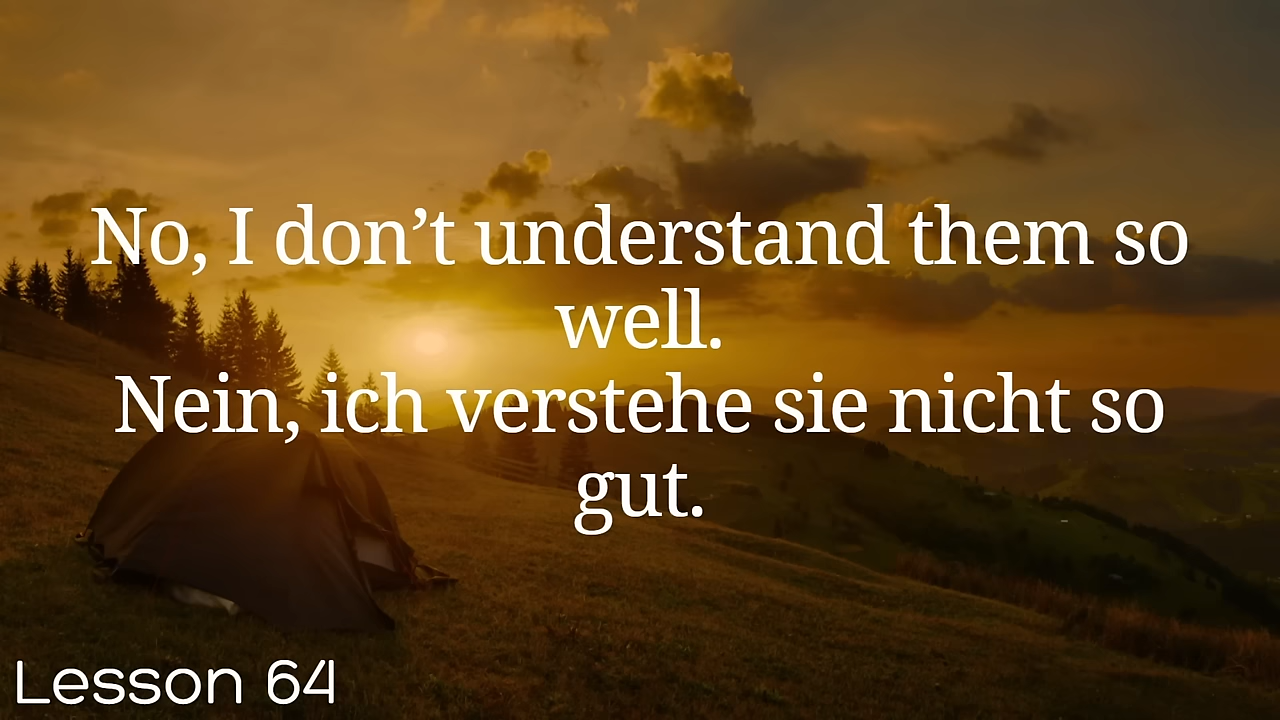 No, I don’t understand them so
well.
Nein, ich verstehe sie nicht so
gut.
Lesson 64